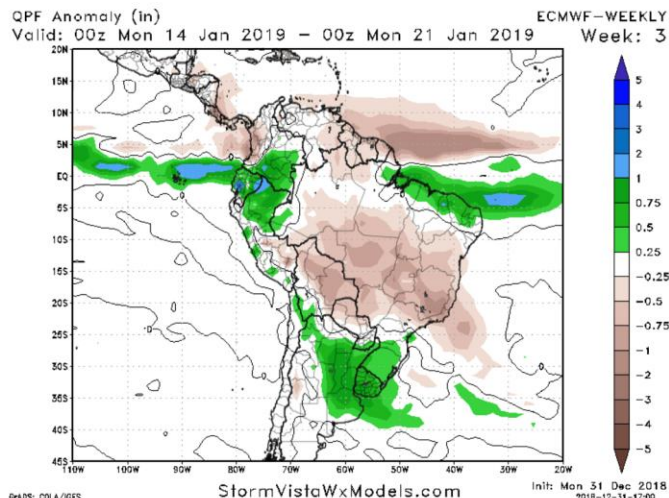 QPF Anomaly (in) ECMWF-WEEKLY
Valid: 00z Mon 14 Jan 2019 - 00z Mon 21 Jan 2019 Week: 3
20N
15N
10N
5N
EQ
5S
10S
15S
20S
25S
30S
35S
40S
45S
110W 100W 90W 80W 70W 60W 50W 40W 30W 20W
5
4
3
2
1
0.75
0.5
0.25
-0.25
-0.5
-0.75
-1
-2
-3
-4
-5
GrADS: COLA/IGES StormVistaWxModels.com Init: Mon 31 Dec 2018